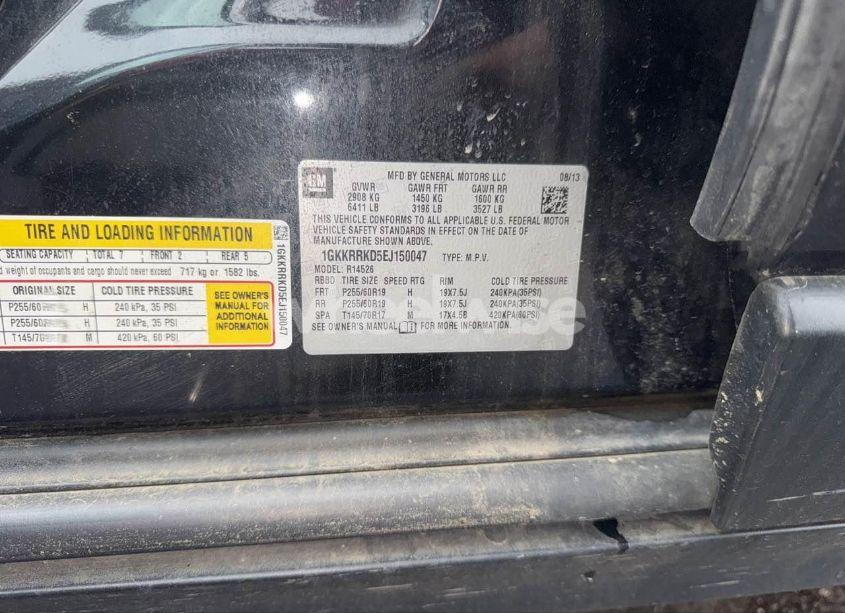 GM
MFD BY GENERAL MOTORS LLC 08/13
GVWR GAWR FRT GAWR RR
2908 KG 1450 KG 1600 KG
6411 LB 3196 LB 3527 LB
THIS VEHICLE CONFORMS TO ALL APPLICABLE U.S. FEDERAL MOTOR
VEHICLE SAFETY STANDARDS IN EFFECT ON THE DATE OF
MANUFACTURE SHOWN ABOVE.
1GKKRRKD5EJ150047 TYPE: M.P.V.
MODEL: R14526
RBBD TIRE SIZE SPEED RTG RIM COLD TIRE PRESSURE
FRT P255/60R19 H 19X7.5J 240KPA(35PSI)
RR P255/60R19 H 19X7.5J 240KPA(35PSI)
SPA T145/70R17 M 17X4.5B 420KPA(60PSI)
SEE OWNER'S MANUAL FOR MORE INFORMATION.
TIRE AND LOADING INFORMATION
SEATING CAPACITY TOTAL 7 FRONT 2 REAR 5
weight of occupants and cargo should never exceed 717 kg or 1582 lbs.
ORIGINAL SIZE COLD TIRE PRESSURE
P255/60 H 240 kPa, 35 PSI
P255/60 H 240 kPa, 35 PSI
T145/70 M 420 kPa, 60 PSI
SEE OWNER'S
MANUAL FOR
ADDITIONAL
INFORMATION
1GKKRRKD5EJ150047